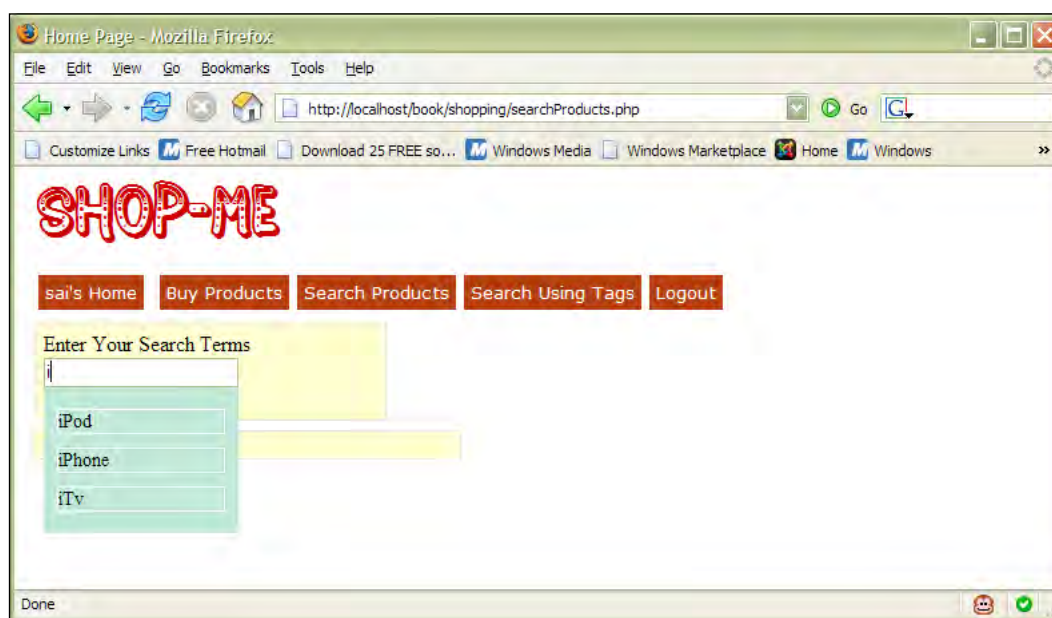 Home Page - Mozilla Firefox
File Edit View Go Bookmarks Tools Help
http://localhost/book/shopping/searchProducts.php Go G
Customize Links Free Hotmail Download 25 FREE so... Windows Media Windows Marketplace Home Windows »
SHOP-ME
sai's Home Buy Products Search Products Search Using Tags Logout
Enter Your Search Terms
i
iPod
iPhone
iTv
Done